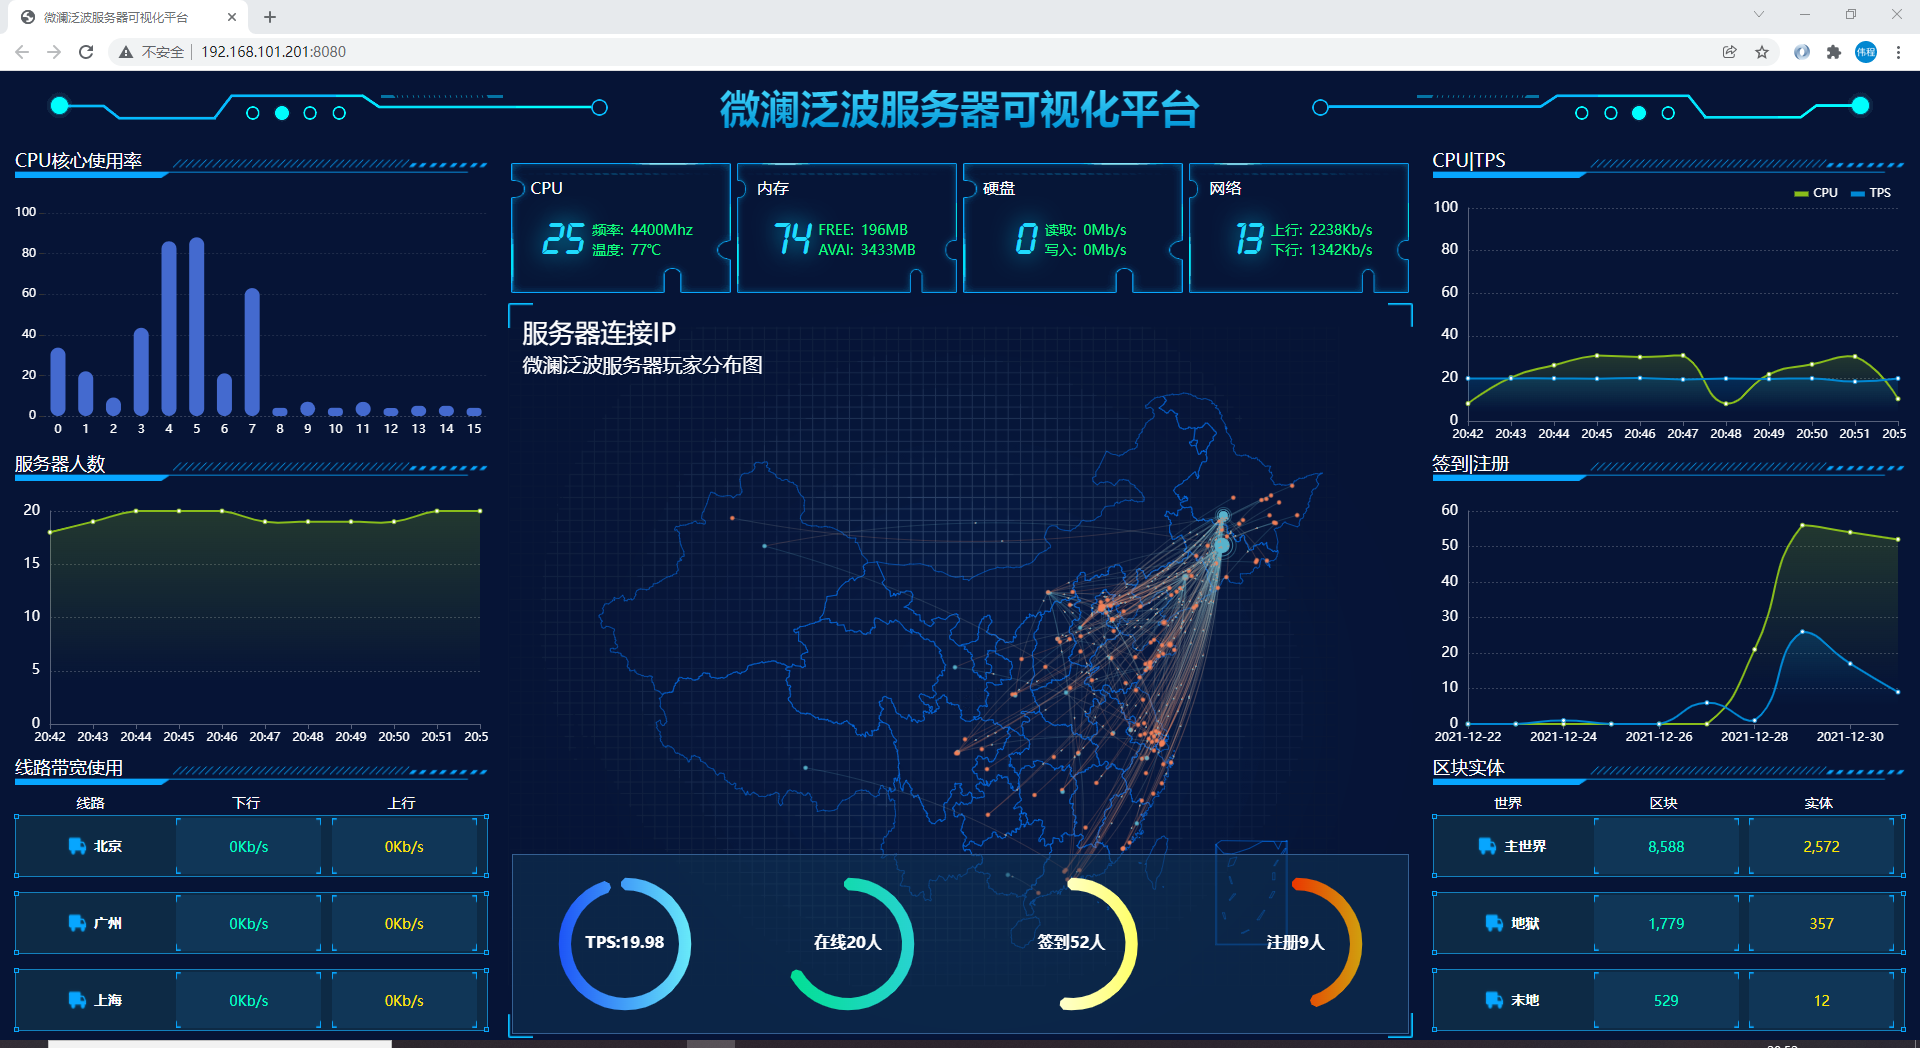 微澜泛波服务器可视化平台
不安全 192.168.101.201:8080
伟程
微澜泛波服务器可视化平台
CPU核心使用率
100
80
60
40
20
0
0 1 2 3 4 5 6 7 8 9 10 11 12 13 14 15
服务器人数
20
15
10
5
0
20:42 20:43 20:44 20:45 20:46 20:47 20:48 20:49 20:50 20:51 20:5
线路带宽使用
线路 下行 上行
北京 0Kb/s 0Kb/s
广州 0Kb/s 0Kb/s
上海 0Kb/s 0Kb/s
CPU
25
频率: 4400Mhz
温度: 77℃
内存
74
FREE: 196MB
AVAI: 3433MB
硬盘
0
读取: 0Mb/s
写入: 0Mb/s
网络
13
上行: 2238Kb/s
下行: 1342Kb/s
服务器连接IP
微澜泛波服务器玩家分布图
TPS:19.98
在线20人
签到52人
注册9人
CPU|TPS
CPU TPS
100
80
60
40
20
0
20:42 20:43 20:44 20:45 20:46 20:47 20:48 20:49 20:50 20:51 20:5
签到|注册
60
50
40
30
20
10
0
2021-12-22 2021-12-24 2021-12-26 2021-12-28 2021-12-30
区块实体
世界 区块 实体
主世界 8,588 2,572
地狱 1,779 357
末地 529 12